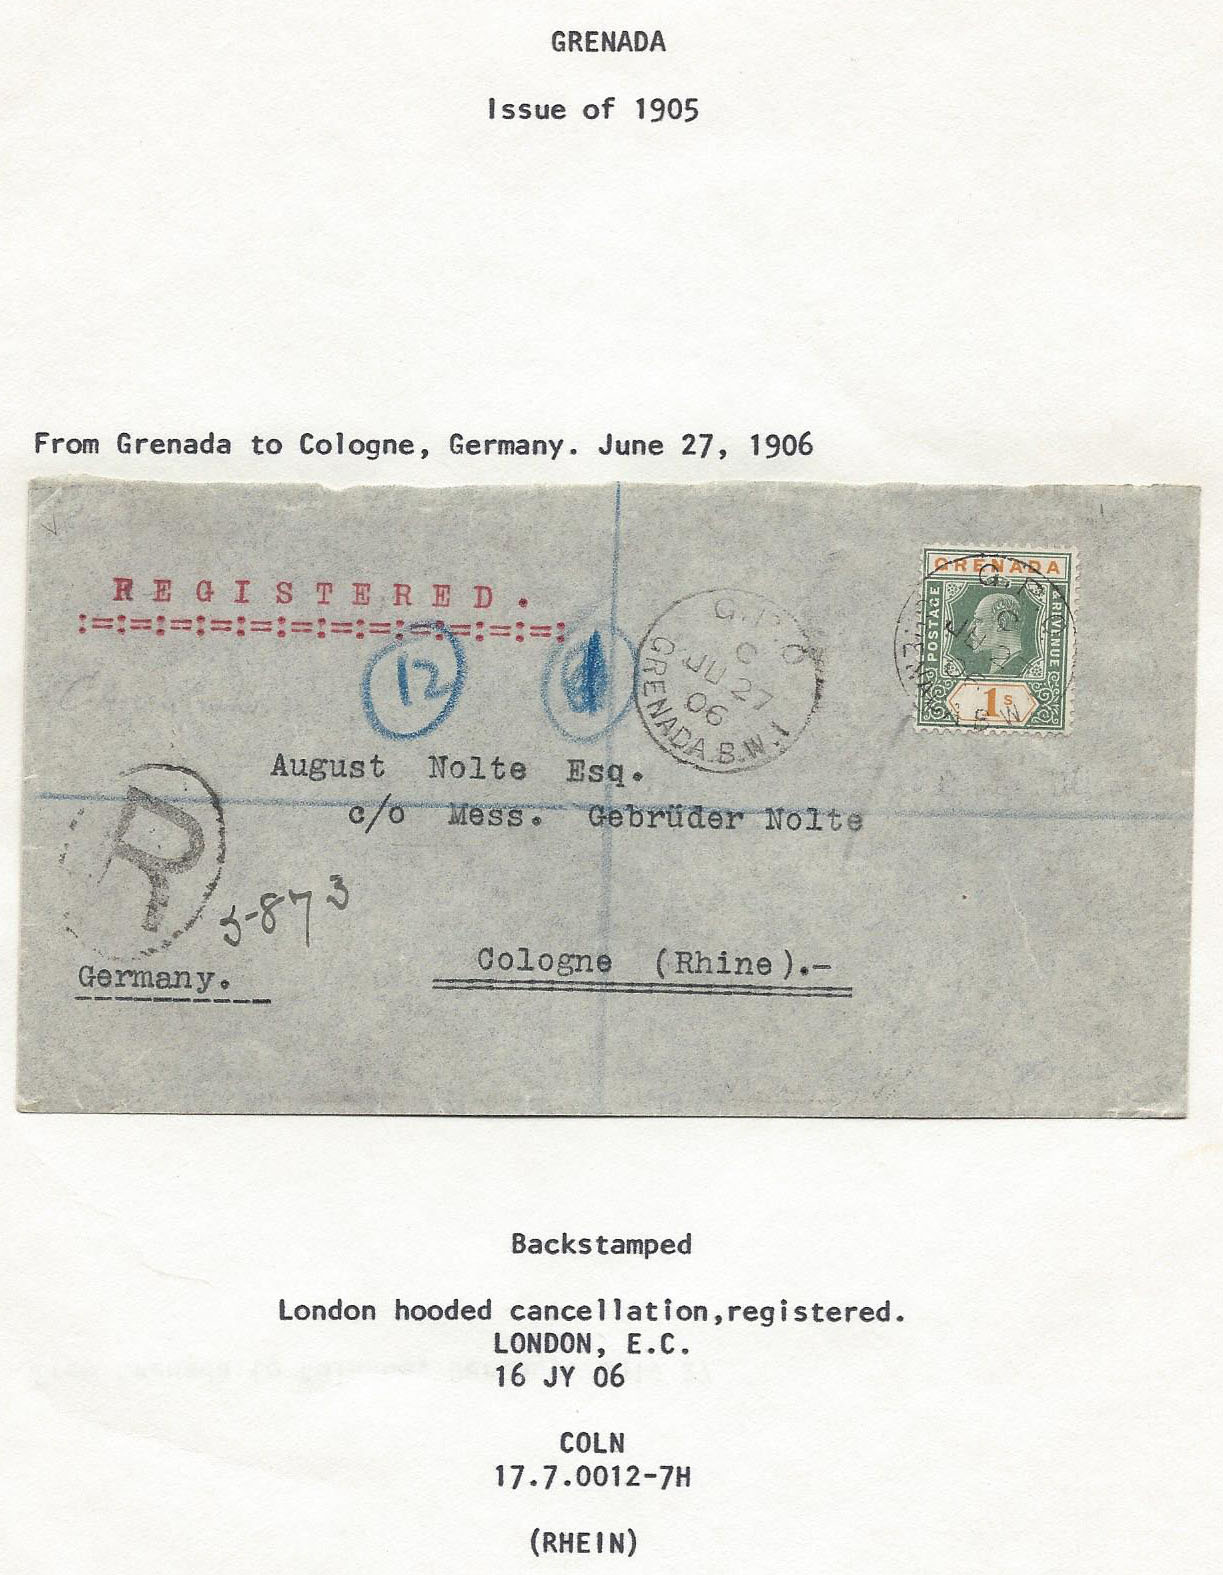 GRENADA
Issue of 1905
From Grenada to Cologne, Germany. June 27, 1906
REGISTERED.
:=:=:=:=:=:=:=:=:=:=:=:=:
GRENADA
POSTAGE
REVENUE
1s
G.P.O
C
JU 27
06
GRENADA.B.W.I
12
August Nolte Esq.
c/o Mess. Gebrüder Nolte
R
5-873
Cologne (Rhine).-
Germany.
Backstamped
London hooded cancellation,registered.
LONDON, E.C.
16 JY 06
COLN
17.7.0012-7H
(RHEIN)